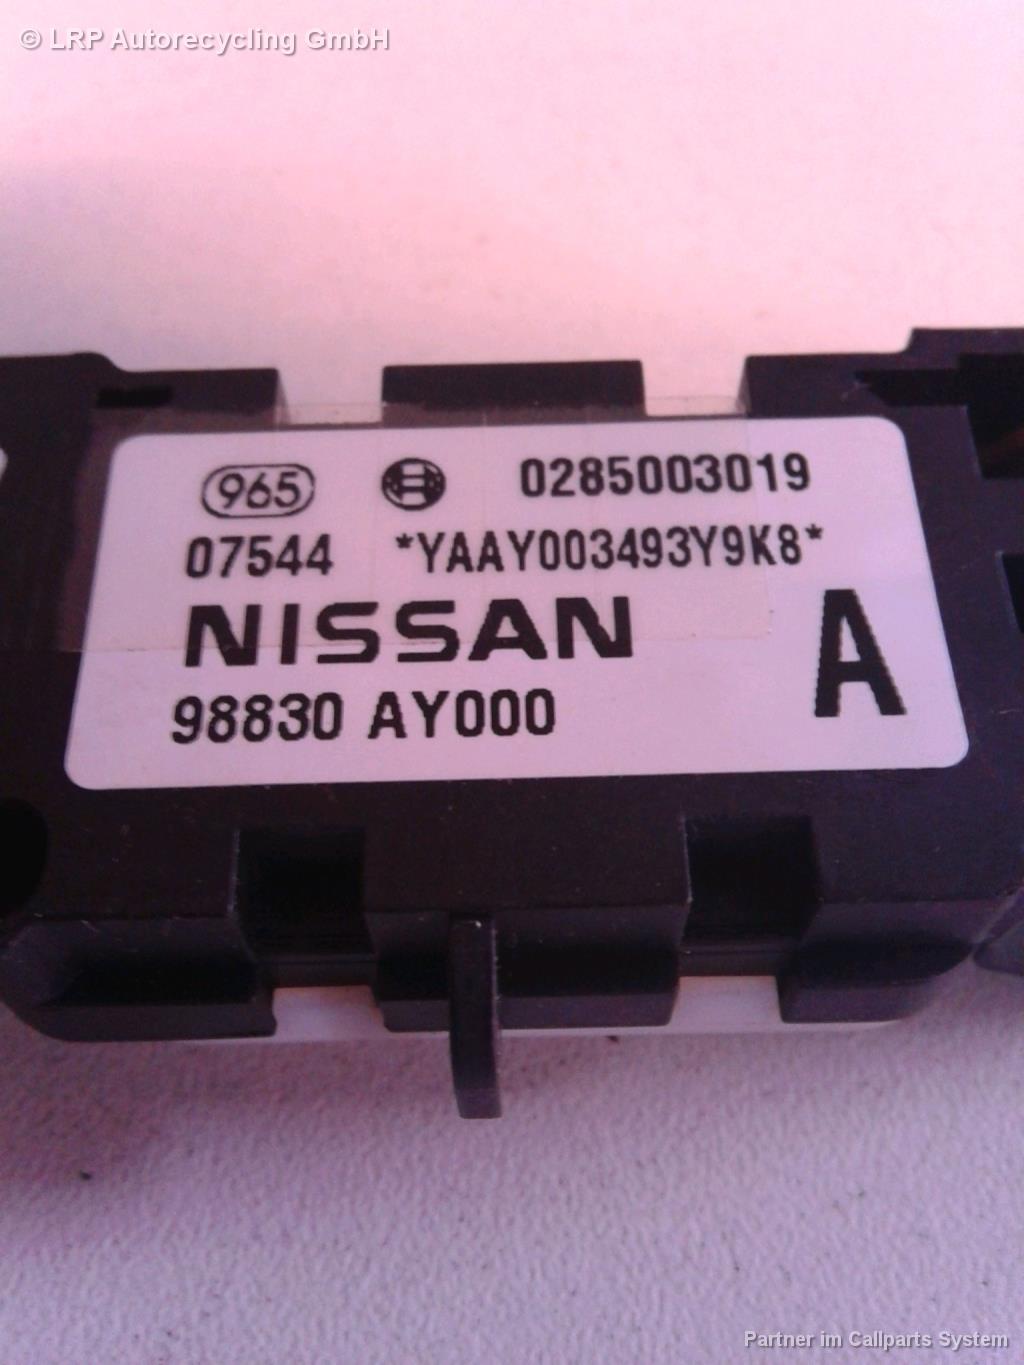 © LRP Autorecycling GmbH
965 0285003019
07544 *YAAY003493Y9K8*
NISSAN
A
98830 AY000
Partner im Callparts System